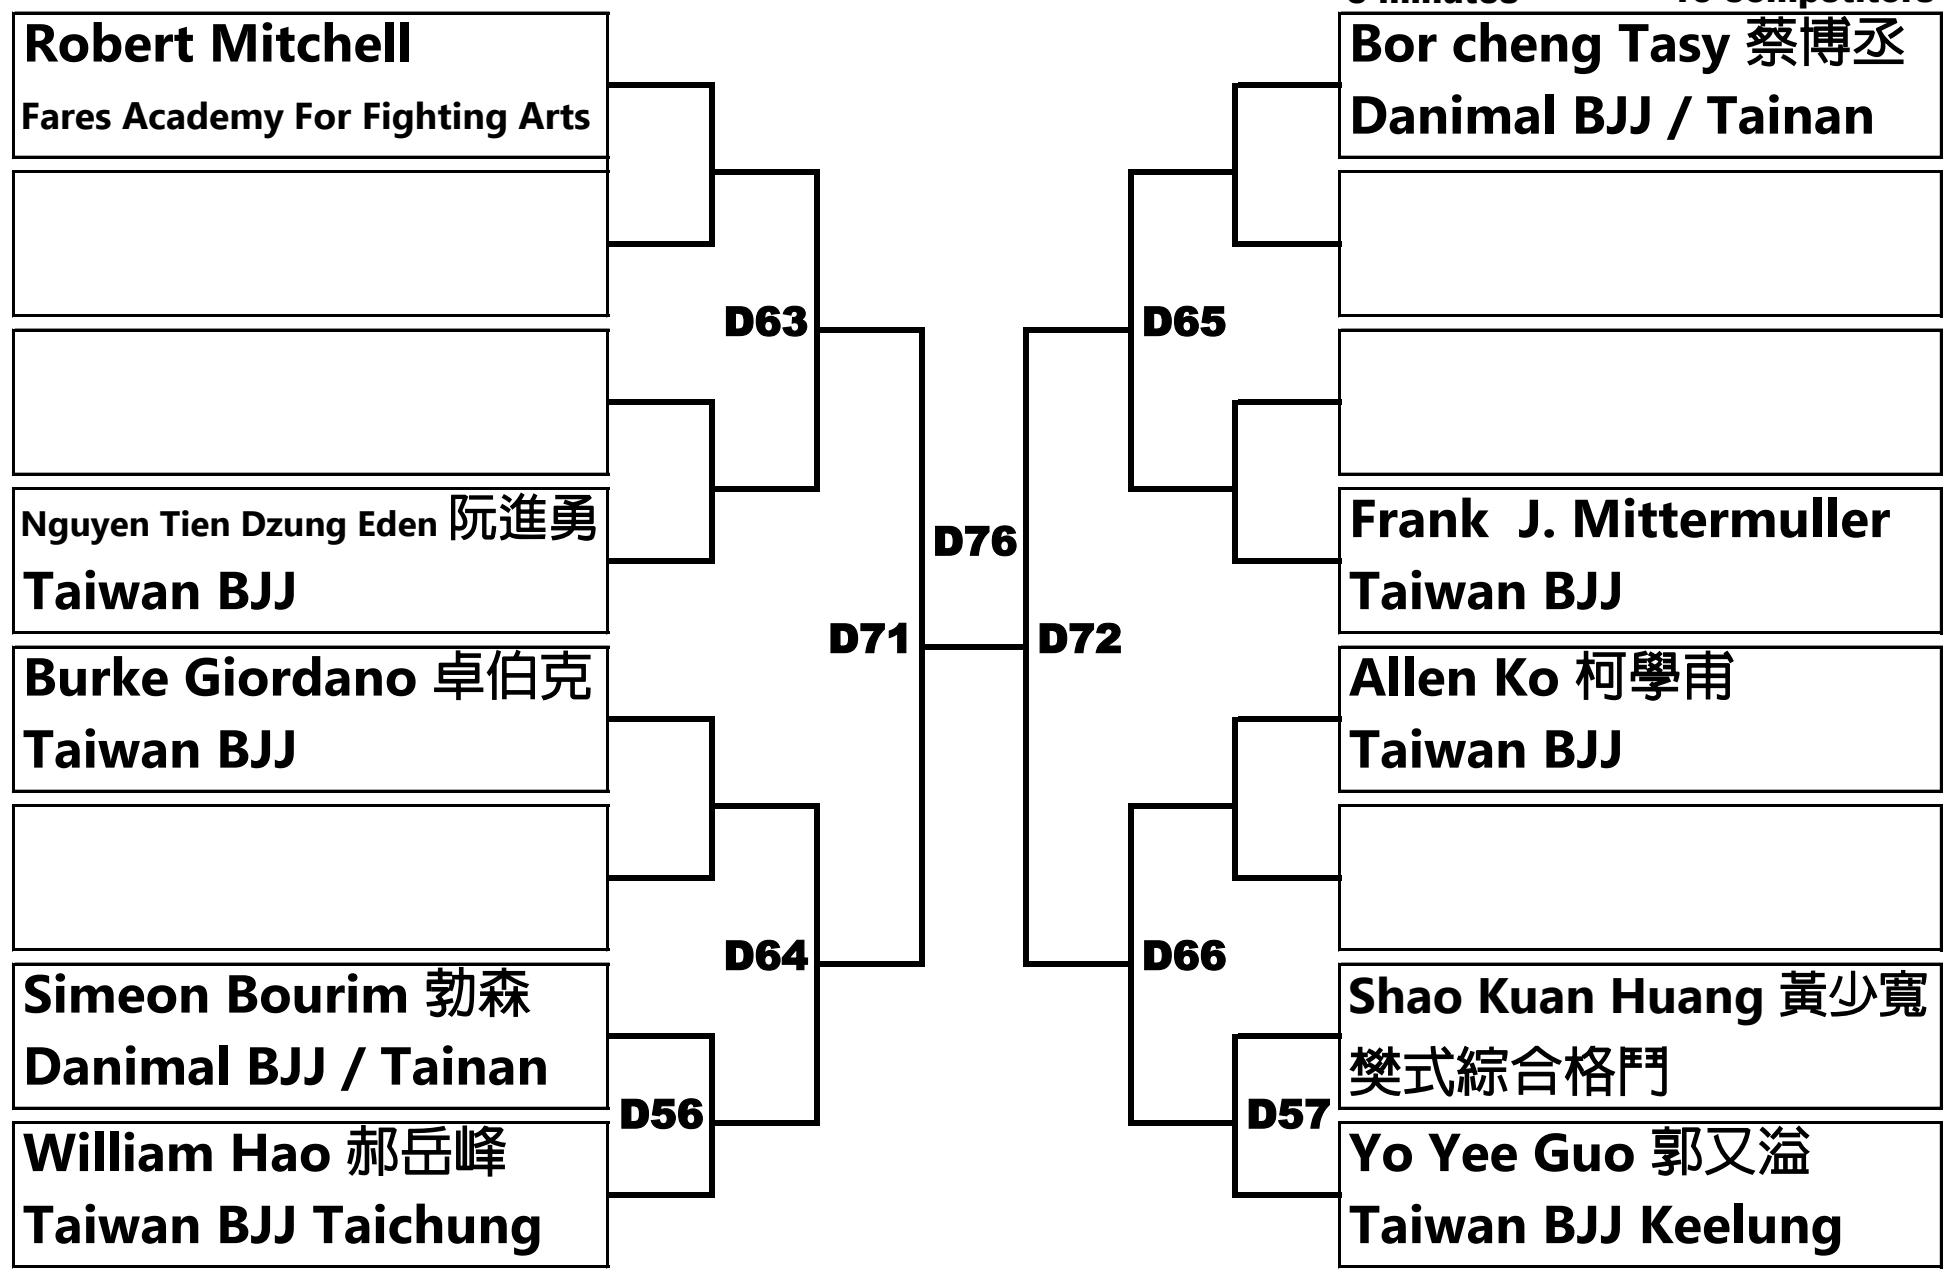 Robert Mitchell
Fares Academy For Fighting Arts
Nguyen Tien Dzung Eden 阮進勇
Taiwan BJJ
Burke Giordano 卓伯克
Taiwan BJJ
Simeon Bourim 勃森
Danimal BJJ / Tainan
William Hao 郝岳峰
Taiwan BJJ Taichung
D63
D64
D56
D71
D76
D72
D65
D66
D57
Bor cheng Tasy 蔡博丞
Danimal BJJ / Tainan
Frank J. Mittermuller
Taiwan BJJ
Allen Ko 柯學甫
Taiwan BJJ
Shao Kuan Huang 黃少寬
樊式綜合格鬥
Yo Yee Guo 郭又溢
Taiwan BJJ Keelung